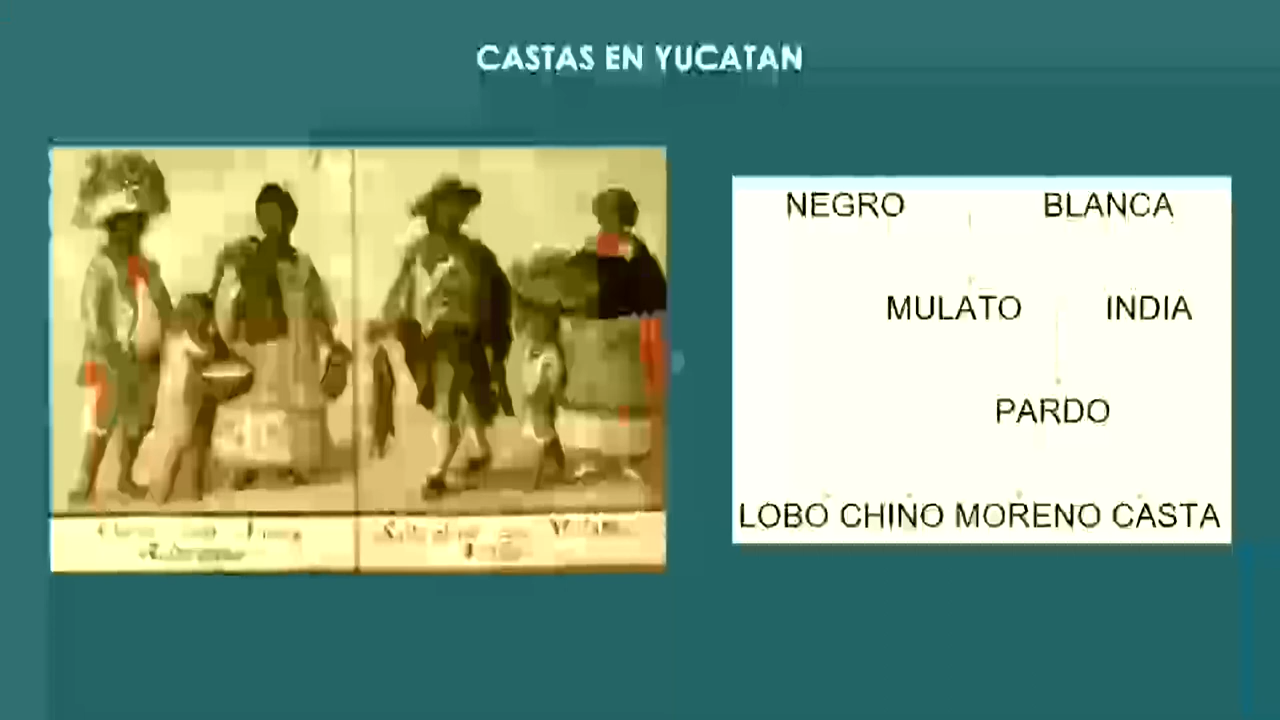 CASTAS EN YUCATAN
NEGRO BLANCA
MULATO INDIA
PARDO
LOBO CHINO MORENO CASTA